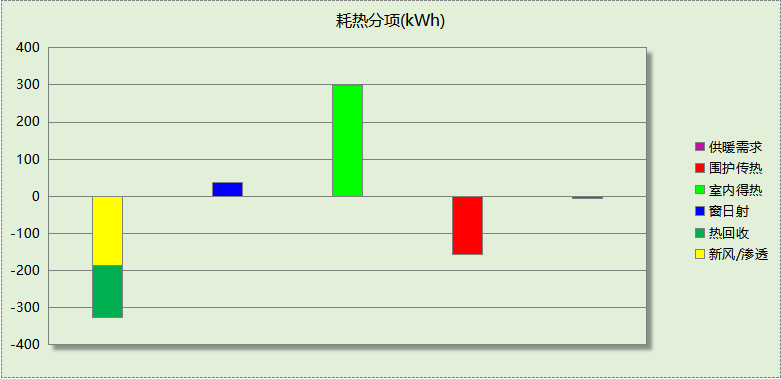 耗热分项(kWh)
400
300
200
100
0
-100
-200
-300
-400
供暖需求
围护传热
室内得热
窗日射
热回收
新风/渗透